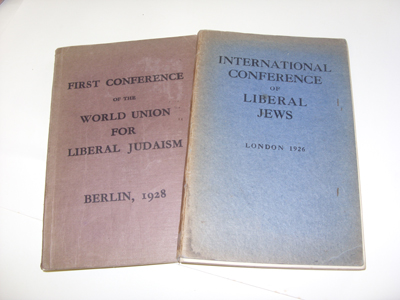 FIRST CONFERENCE
OF THE
WORLD UNION
FOR
LIBERAL JUDAISM
BERLIN, 1928
INTERNATIONAL
CONFERENCE
OF
LIBERAL
JEWS
LONDON 1926